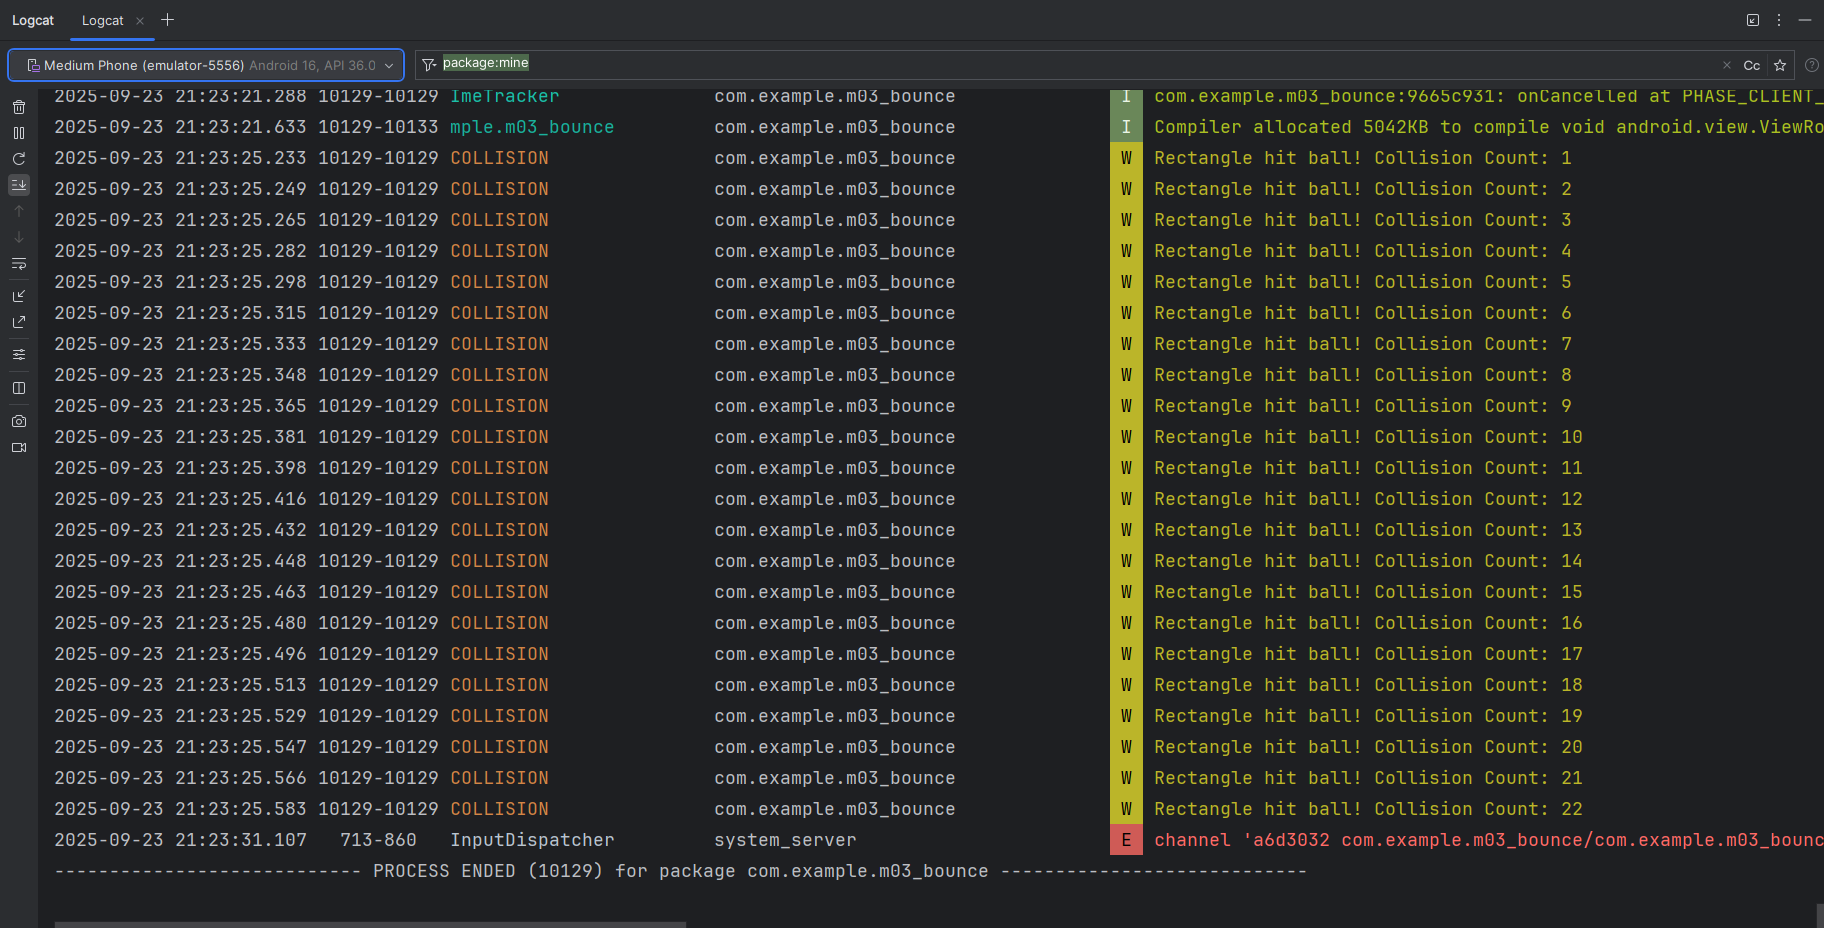 Logcat Logcat
Medium Phone (emulator-5556) Android 16, API 36.0 package:mine Cc
2025-09-23 21:23:21.288 10129-10129 ImeTracker com.example.m03_bounce I com.example.m03_bounce:9665c931: onCancelled at PHASE_CLIENT_
2025-09-23 21:23:21.633 10129-10133 mple.m03_bounce com.example.m03_bounce I Compiler allocated 5042KB to compile void android.view.ViewRo
2025-09-23 21:23:25.233 10129-10129 COLLISION com.example.m03_bounce W Rectangle hit ball! Collision Count: 1
2025-09-23 21:23:25.249 10129-10129 COLLISION com.example.m03_bounce W Rectangle hit ball! Collision Count: 2
2025-09-23 21:23:25.265 10129-10129 COLLISION com.example.m03_bounce W Rectangle hit ball! Collision Count: 3
2025-09-23 21:23:25.282 10129-10129 COLLISION com.example.m03_bounce W Rectangle hit ball! Collision Count: 4
2025-09-23 21:23:25.298 10129-10129 COLLISION com.example.m03_bounce W Rectangle hit ball! Collision Count: 5
2025-09-23 21:23:25.315 10129-10129 COLLISION com.example.m03_bounce W Rectangle hit ball! Collision Count: 6
2025-09-23 21:23:25.333 10129-10129 COLLISION com.example.m03_bounce W Rectangle hit ball! Collision Count: 7
2025-09-23 21:23:25.348 10129-10129 COLLISION com.example.m03_bounce W Rectangle hit ball! Collision Count: 8
2025-09-23 21:23:25.365 10129-10129 COLLISION com.example.m03_bounce W Rectangle hit ball! Collision Count: 9
2025-09-23 21:23:25.381 10129-10129 COLLISION com.example.m03_bounce W Rectangle hit ball! Collision Count: 10
2025-09-23 21:23:25.398 10129-10129 COLLISION com.example.m03_bounce W Rectangle hit ball! Collision Count: 11
2025-09-23 21:23:25.416 10129-10129 COLLISION com.example.m03_bounce W Rectangle hit ball! Collision Count: 12
2025-09-23 21:23:25.432 10129-10129 COLLISION com.example.m03_bounce W Rectangle hit ball! Collision Count: 13
2025-09-23 21:23:25.448 10129-10129 COLLISION com.example.m03_bounce W Rectangle hit ball! Collision Count: 14
2025-09-23 21:23:25.463 10129-10129 COLLISION com.example.m03_bounce W Rectangle hit ball! Collision Count: 15
2025-09-23 21:23:25.480 10129-10129 COLLISION com.example.m03_bounce W Rectangle hit ball! Collision Count: 16
2025-09-23 21:23:25.496 10129-10129 COLLISION com.example.m03_bounce W Rectangle hit ball! Collision Count: 17
2025-09-23 21:23:25.513 10129-10129 COLLISION com.example.m03_bounce W Rectangle hit ball! Collision Count: 18
2025-09-23 21:23:25.529 10129-10129 COLLISION com.example.m03_bounce W Rectangle hit ball! Collision Count: 19
2025-09-23 21:23:25.547 10129-10129 COLLISION com.example.m03_bounce W Rectangle hit ball! Collision Count: 20
2025-09-23 21:23:25.566 10129-10129 COLLISION com.example.m03_bounce W Rectangle hit ball! Collision Count: 21
2025-09-23 21:23:25.583 10129-10129 COLLISION com.example.m03_bounce W Rectangle hit ball! Collision Count: 22
2025-09-23 21:23:31.107 713-860 InputDispatcher system_server E channel 'a6d3032 com.example.m03_bounce/com.example.m03_bounc
---------------------------- PROCESS ENDED (10129) for package com.example.m03_bounce ----------------------------